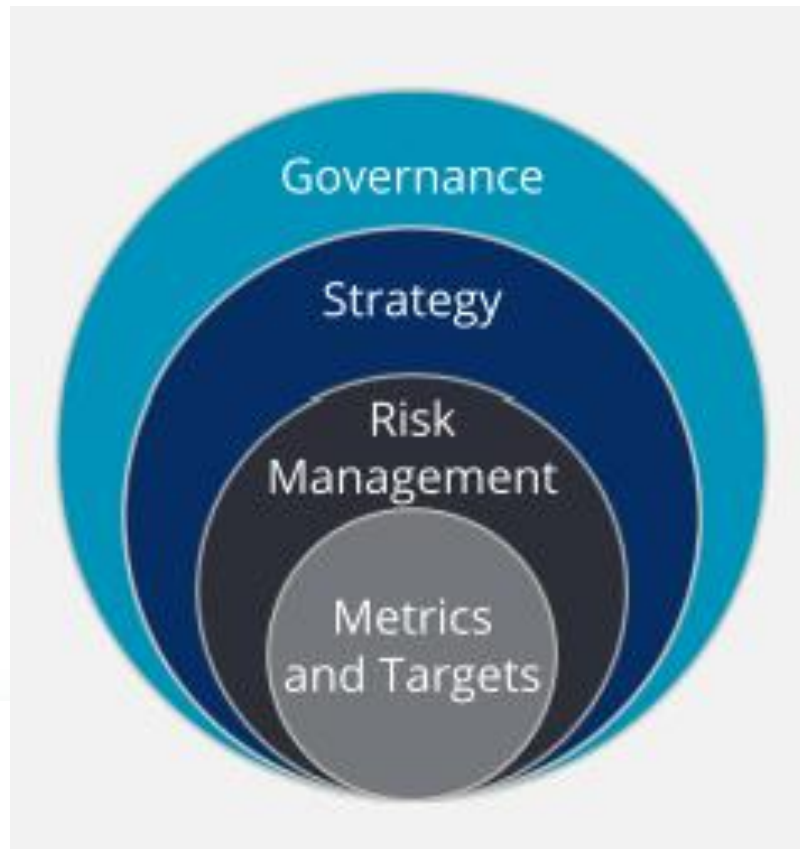 Governance
Strategy
Risk
Management
Metrics
and Targets